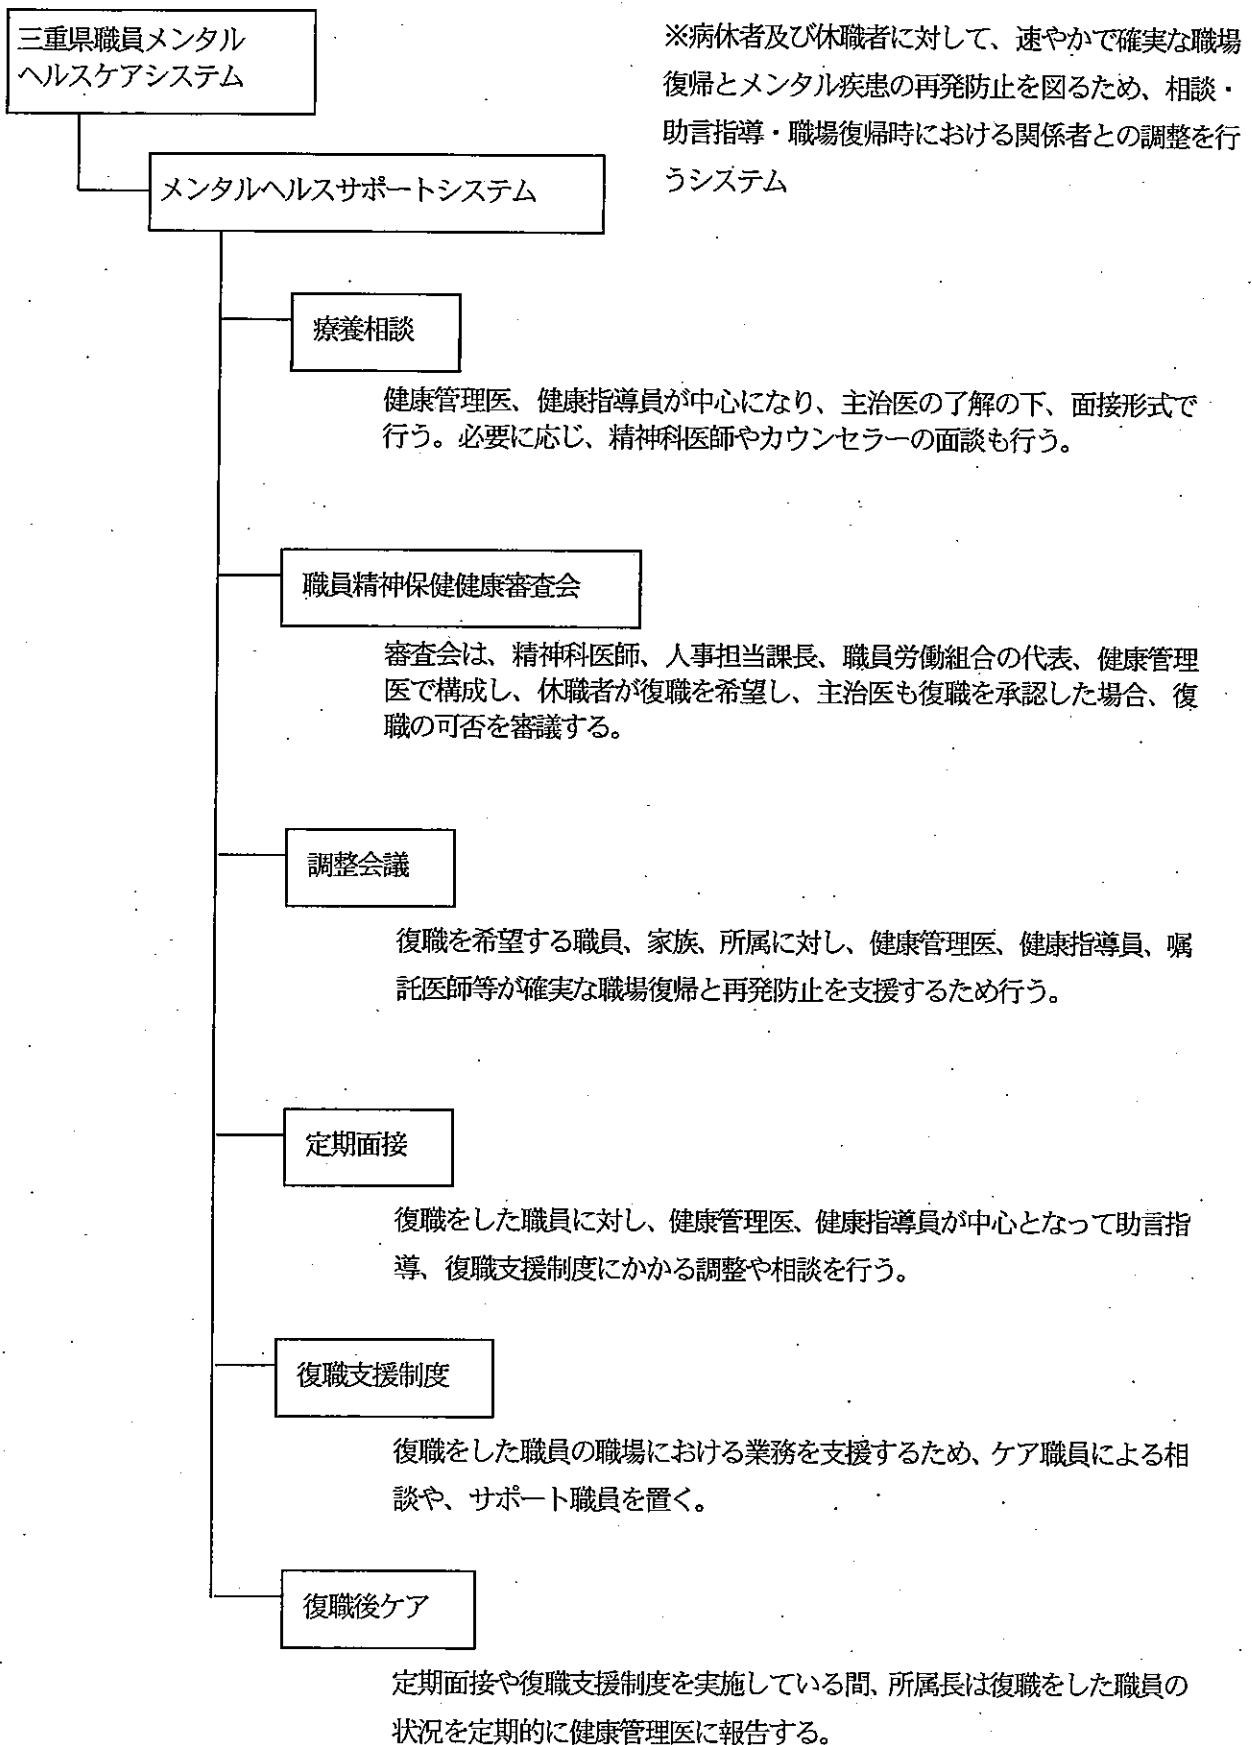 三重県職員メンタル
ヘルスケアシステム
※病休者及び休職者に対して、速やかで確実な職場
復帰とメンタル疾患の再発防止を図るため、相談・
助言指導・職場復帰時における関係者との調整を行
うシステム
メンタルヘルスサポートシステム
療養相談
健康管理医、健康指導員が中心になり、主治医の了解の下、面接形式で
行う。必要に応じ、精神科医師やカウンセラーの面談も行う。
職員精神保健健康審査会
審査会は、精神科医師、人事担当課長、職員労働組合の代表、健康管理
医で構成し、休職者が復職を希望し、主治医も復職を承認した場合、復
職の可否を審議する。
調整会議
復職を希望する職員、家族、所属に対し、健康管理医、健康指導員、嘱
託医師等が確実な職場復帰と再発防止を支援するため行う。
定期面接
復職をした職員に対し、健康管理医、健康指導員が中心となって助言指
導、復職支援制度にかかる調整や相談を行う。
復職支援制度
復職をした職員の職場における業務を支援するため、ケア職員による相
談や、サポート職員を置く。
復職後ケア
定期面接や復職支援制度を実施している間、所属長は復職をした職員の
状況を定期的に健康管理医に報告する。